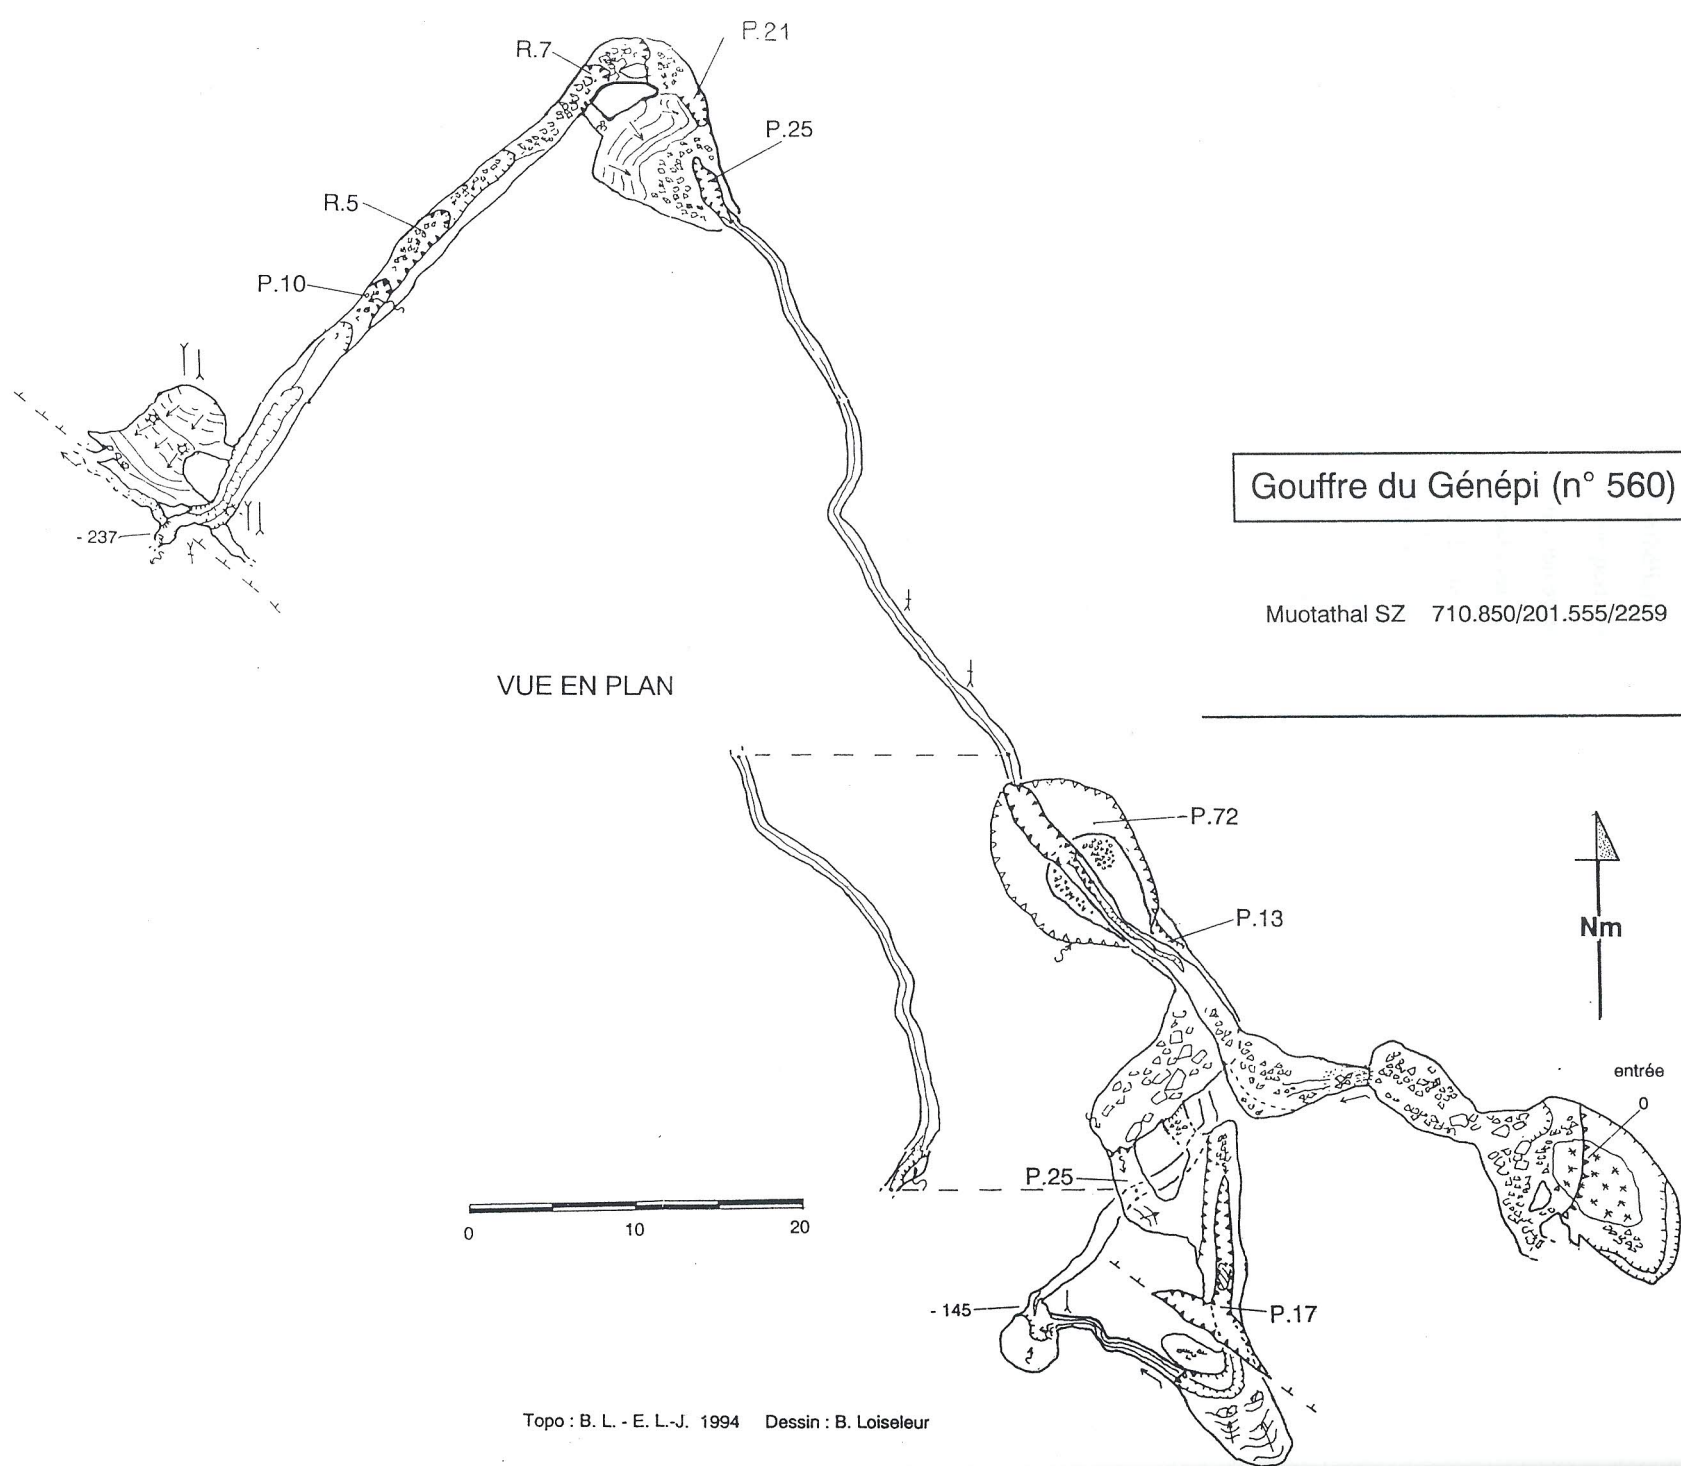 P.21
R.7
P.25
R.5
P.10
Gouffre du Génépi (n° 560)
- 237
Muotathal SZ 710.850/201.555/2259
VUE EN PLAN
P.72
P.13
Nm
entrée
0
P.25
0 10 20
- 145
P.17
Topo : B. L. - E. L.-J. 1994 Dessin : B. Loiseleur